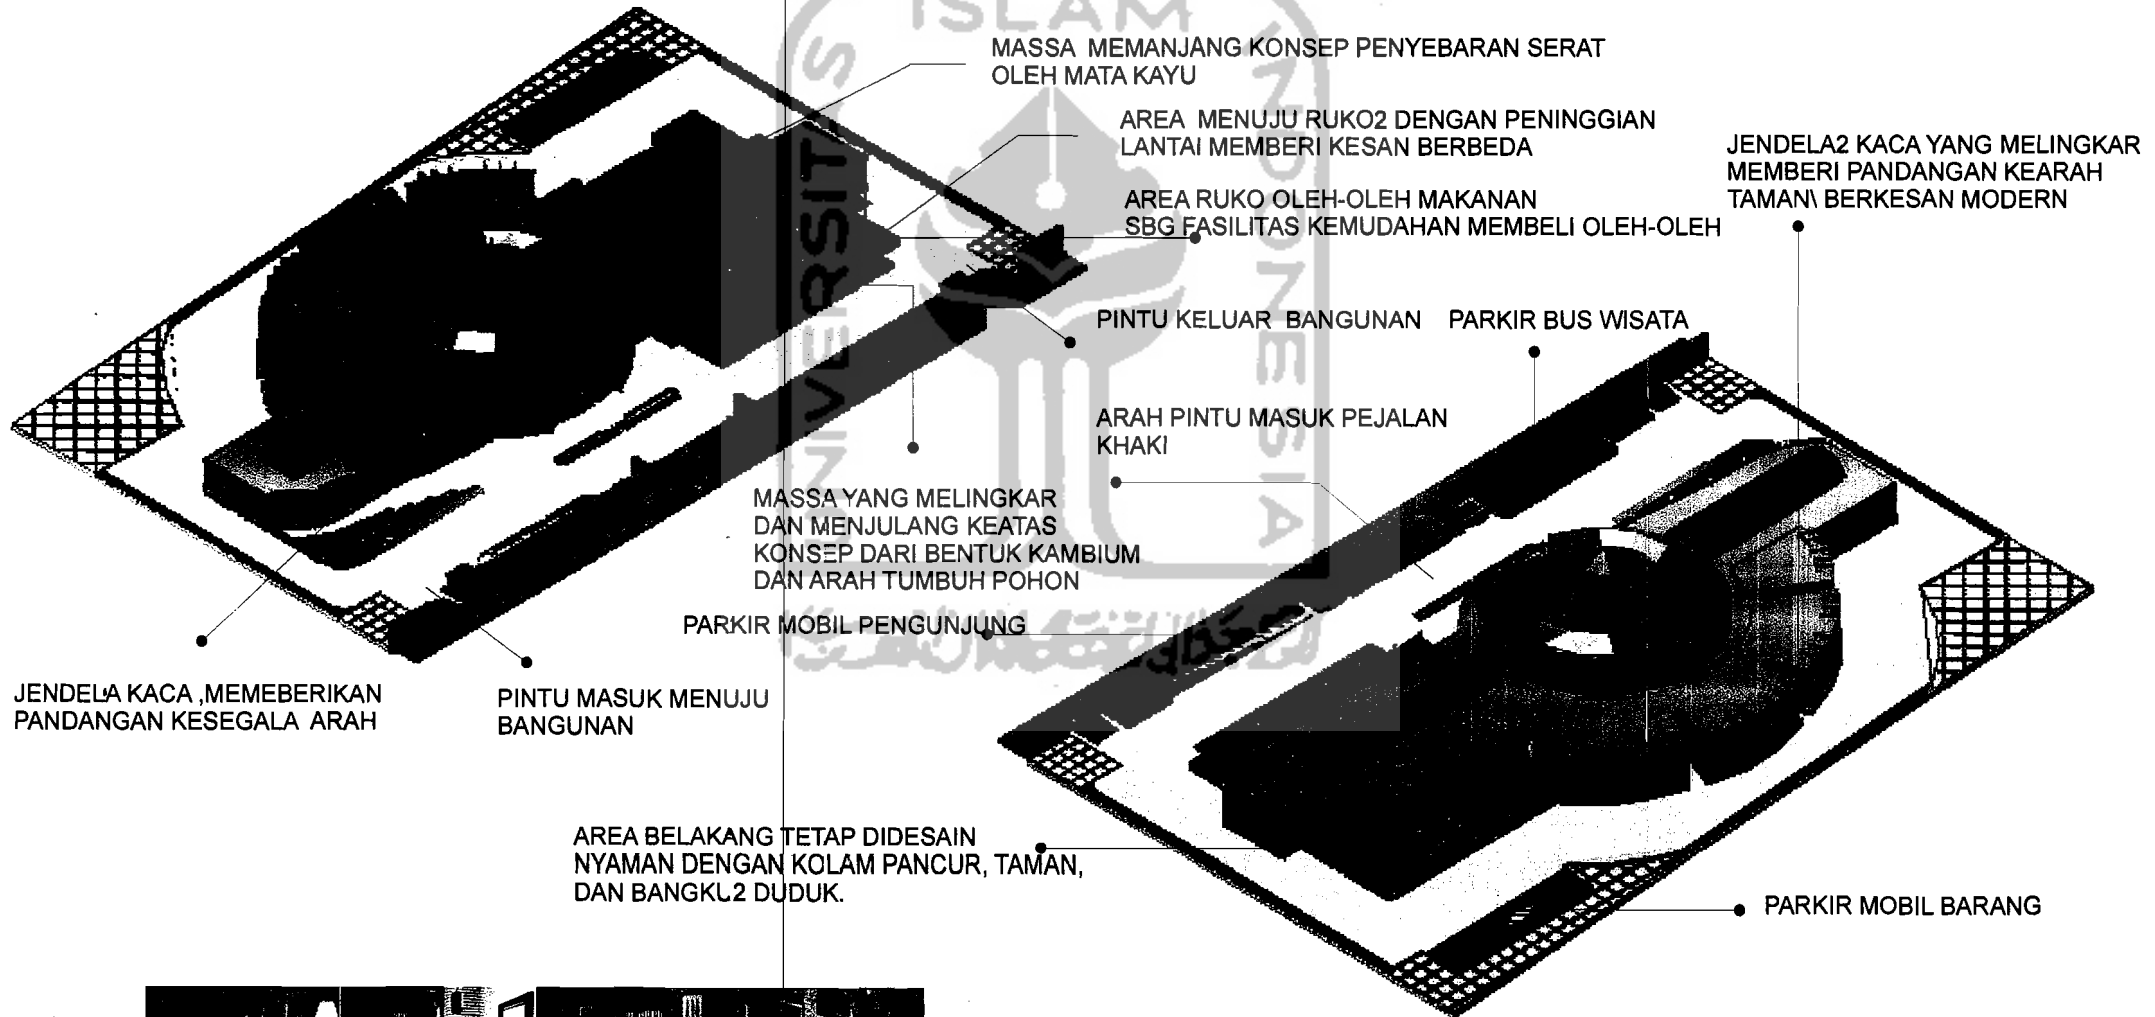 ISLAM
UNIVERSITAS
INDONESIA
MASSA MEMANJANG KONSEP PENYEBARAN SERAT
OLEH MATA KAYU
AREA MENUJU RUKO2 DENGAN PENINGGIAN
LANTAI MEMBERI KESAN BERBEDA
JENDELA2 KACA YANG MELINGKAR
MEMBERI PANDANGAN KEARAH
TAMAN\ BERKESAN MODERN
AREA RUKO OLEH-OLEH MAKANAN
SBG FASILITAS KEMUDAHAN MEMBELI OLEH-OLEH
PINTU KELUAR BANGUNAN
PARKIR BUS WISATA
ARAH PINTU MASUK PEJALAN
KHAKI
MASSA YANG MELINGKAR
DAN MENJULANG KEATAS
KONSEP DARI BENTUK KAMBIUM
DAN ARAH TUMBUH POHON
PARKIR MOBIL PENGUNJUNG
JENDELA KACA ,MEMEBERIKAN
PANDANGAN KESEGALA ARAH
PINTU MASUK MENUJU
BANGUNAN
AREA BELAKANG TETAP DIDESAIN
NYAMAN DENGAN KOLAM PANCUR, TAMAN,
DAN BANGKU2 DUDUK.
PARKIR MOBIL BARANG